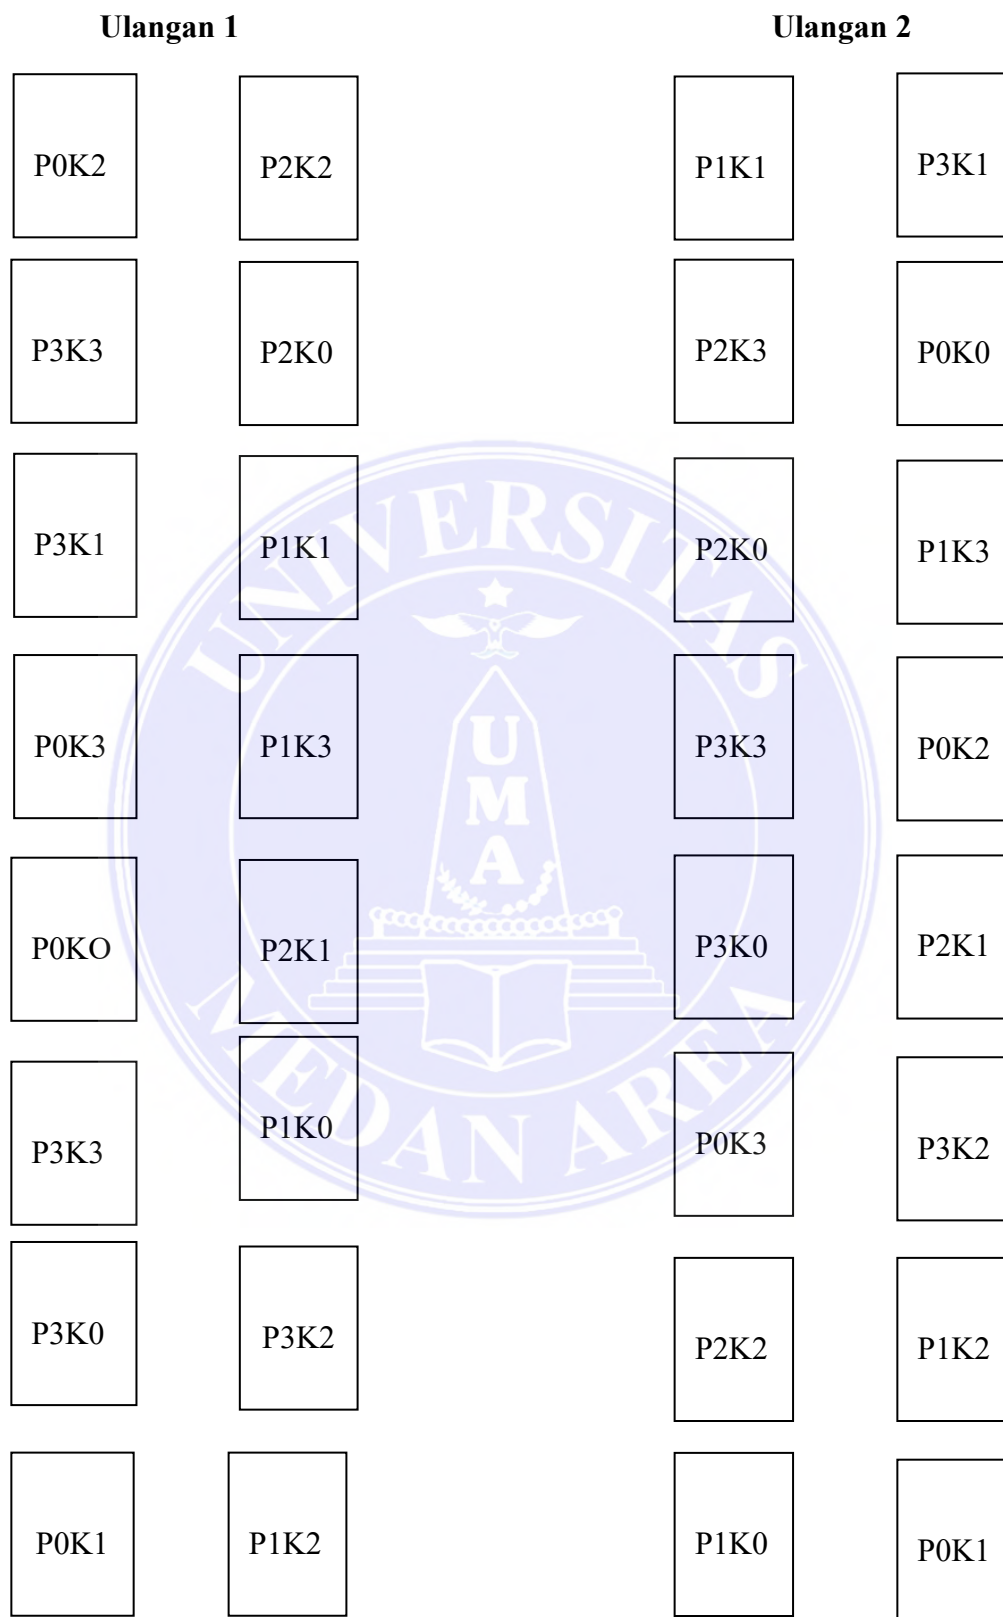 Ulangan 1 Ulangan 2
P0K2 P2K2 P1K1 P3K1
P3K3 P2K0 P2K3 P0K0
P3K1 P1K1 P2K0 P1K3
P0K3 P1K3 P3K3 P0K2
P0KO P2K1 P3K0 P2K1
P3K3 P1K0 P0K3 P3K2
P3K0 P3K2 P2K2 P1K2
P0K1 P1K2 P1K0 P0K1
UNIVERSITAS
MEDAN AREA
UMA